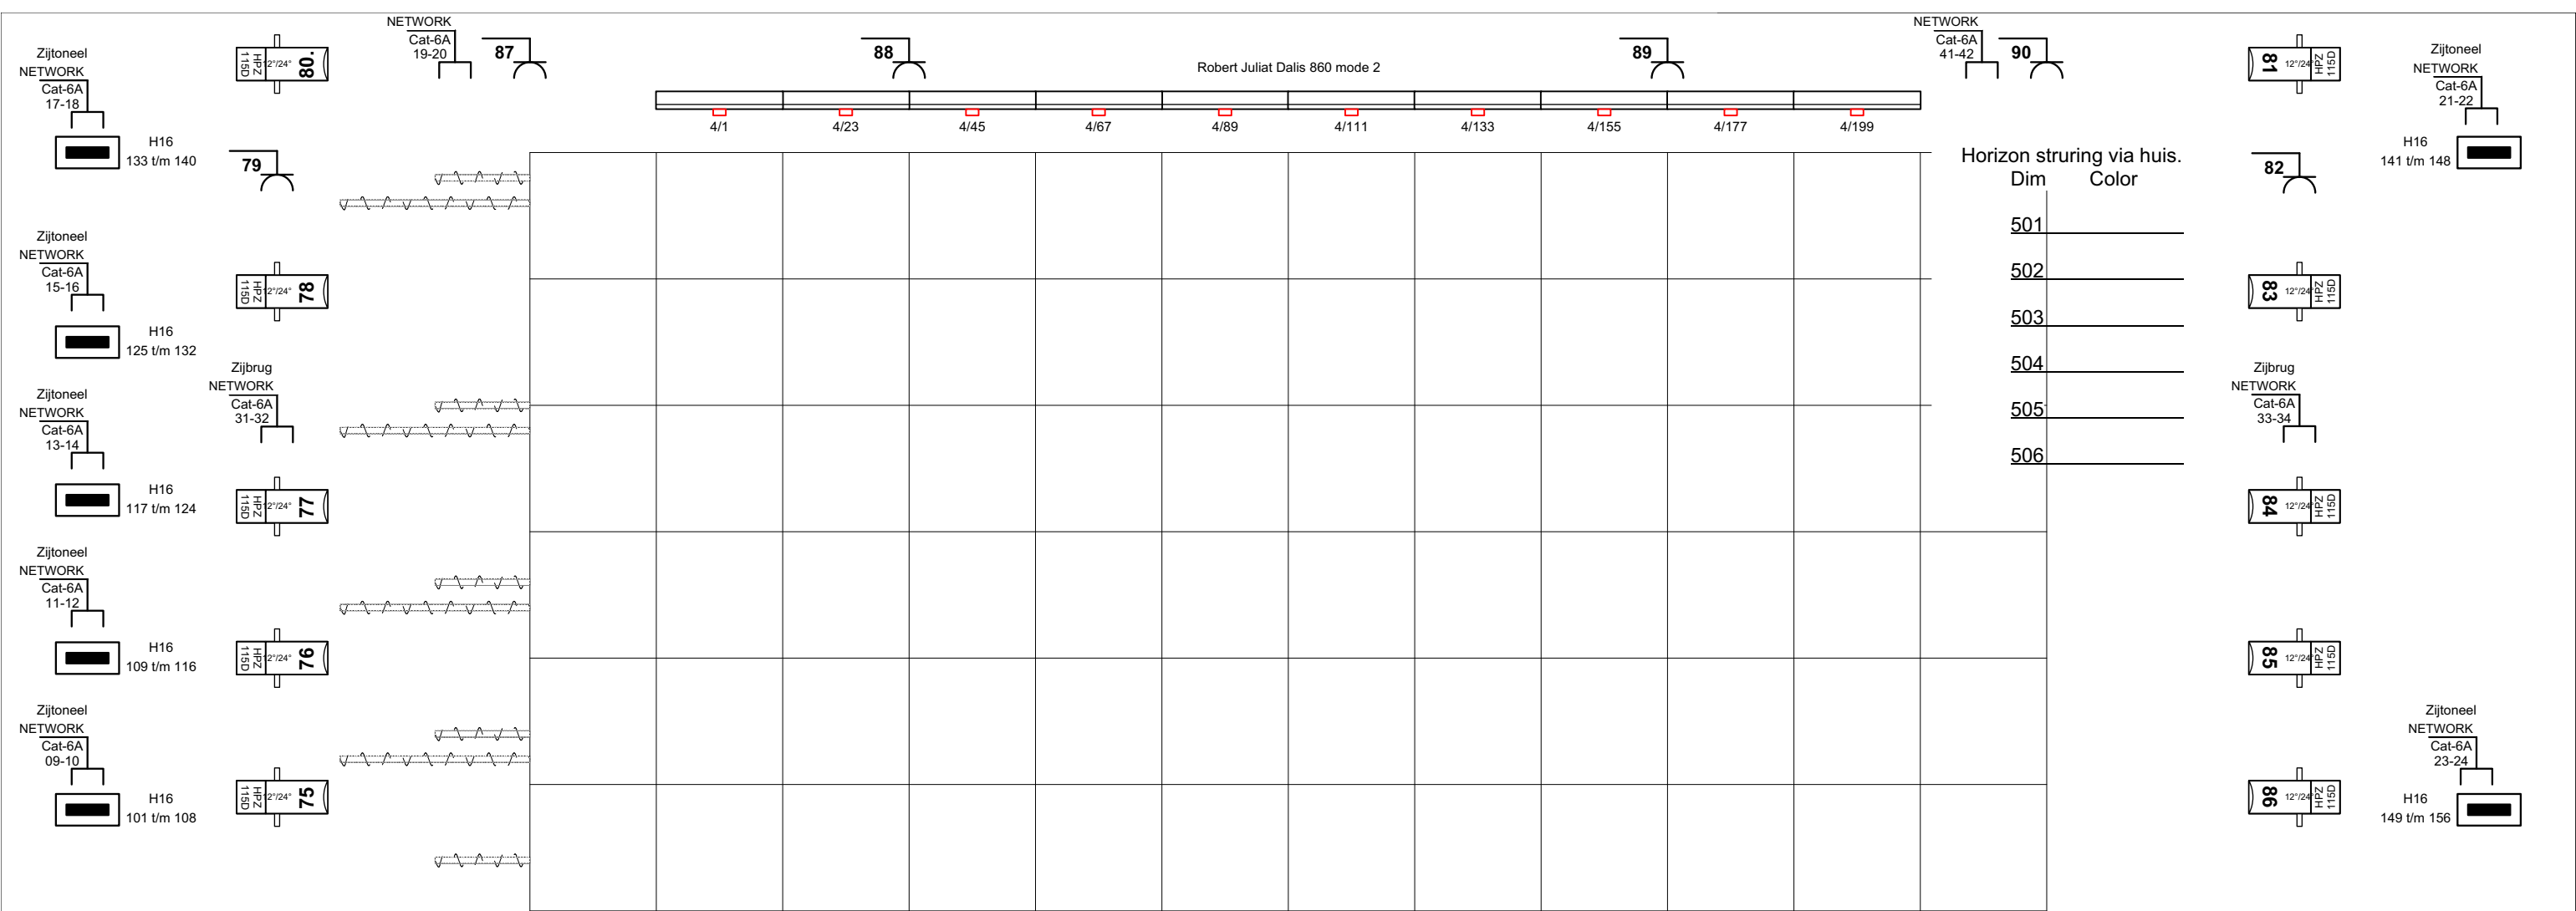 NETWORK
Cat-6A
19-20
87
88
89
NETWORK
Cat-6A
41-42
90
Robert Juliat Dalis 860 mode 2
Zijtoneel
NETWORK
Cat-6A
17-18
H16
133 t/m 140
80.
12°/24°
HPZ
115D
81
12°/24°
HPZ
115D
Zijtoneel
NETWORK
Cat-6A
21-22
H16
141 t/m 148
4/1
4/23
4/45
4/67
4/89
4/111
4/133
4/155
4/177
4/199
79
82
Horizon struring via huis.
Dim Color
501
502
503
504
505
506
Zijtoneel
NETWORK
Cat-6A
15-16
H16
125 t/m 132
78
12°/24°
HPZ
115D
83
12°/24°
HPZ
115D
Zijbrug
NETWORK
Cat-6A
31-32
Zijbrug
NETWORK
Cat-6A
33-34
Zijtoneel
NETWORK
Cat-6A
13-14
H16
117 t/m 124
77
12°/24°
HPZ
115D
84
12°/24°
HPZ
115D
Zijtoneel
NETWORK
Cat-6A
11-12
H16
109 t/m 116
76
12°/24°
HPZ
115D
85
12°/24°
HPZ
115D
Zijtoneel
NETWORK
Cat-6A
09-10
H16
101 t/m 108
75
12°/24°
HPZ
115D
86
12°/24°
HPZ
115D
Zijtoneel
NETWORK
Cat-6A
23-24
H16
149 t/m 156